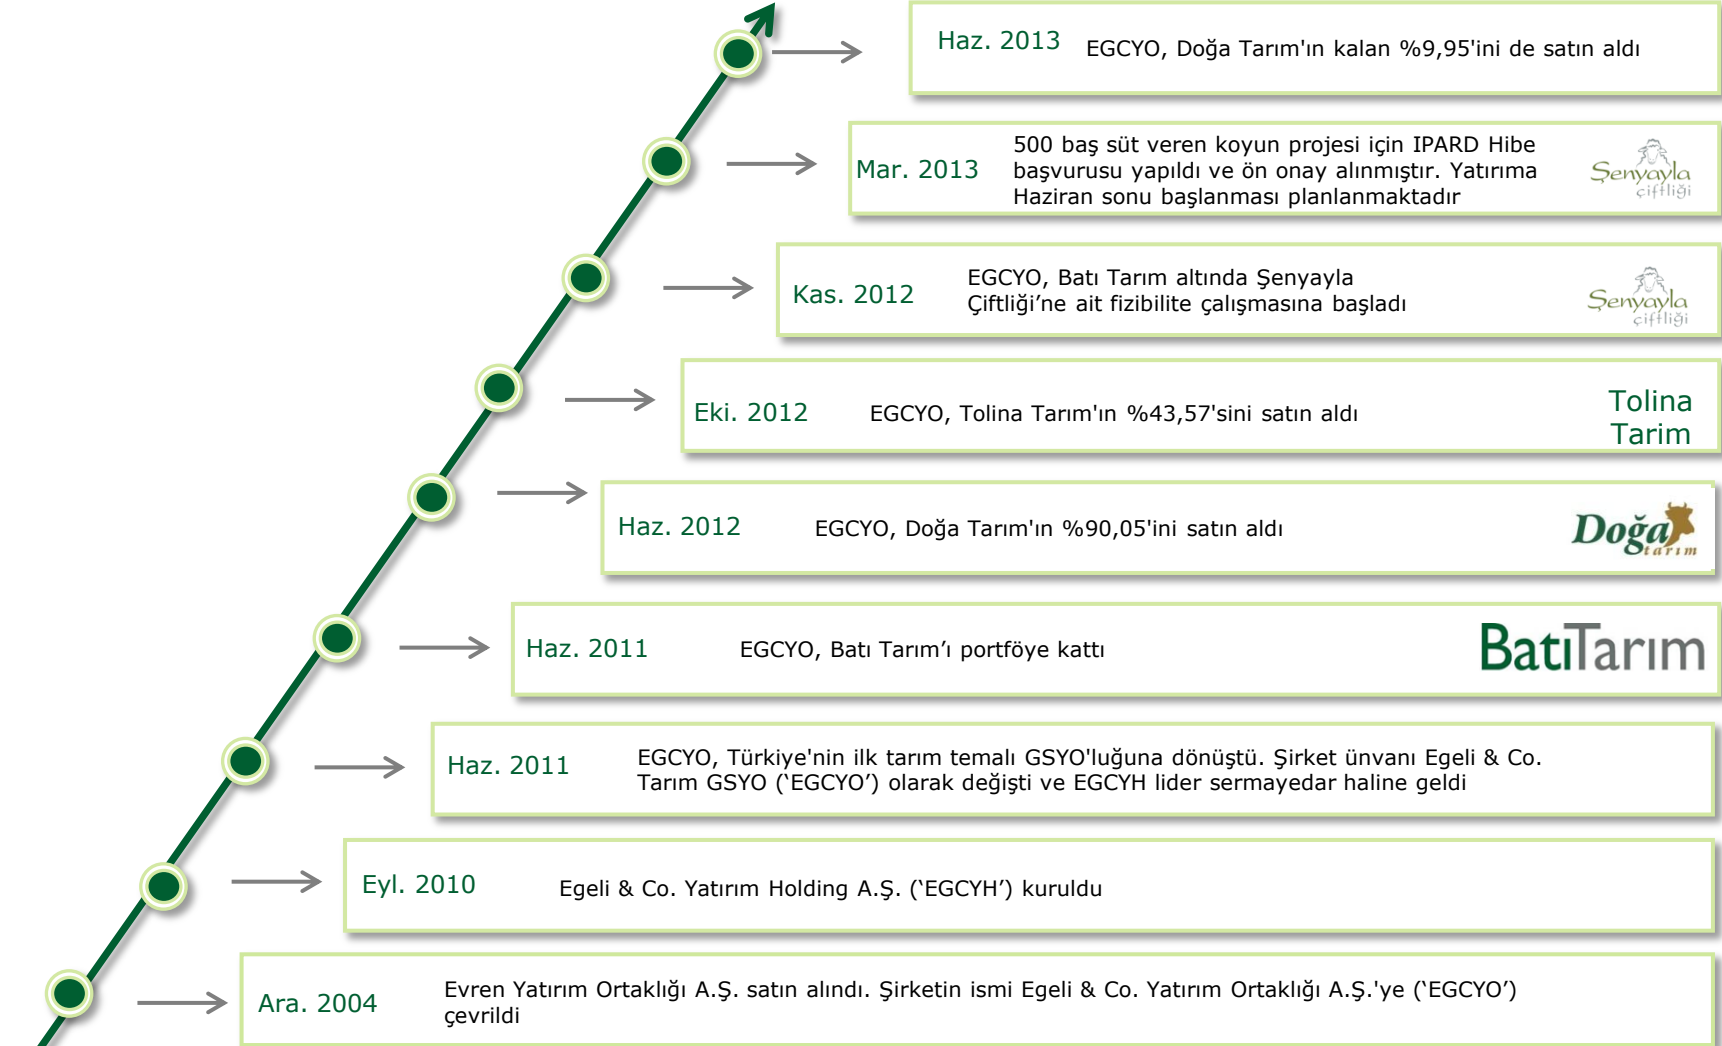 Haz. 2013
EGCYO, Doğa Tarım'ın kalan %9,95'ini de satın aldı
Mar. 2013
500 baş süt veren koyun projesi için IPARD Hibe
başvurusu yapıldı ve ön onay alınmıştır. Yatırıma
Haziran sonu başlanması planlanmaktadır
Şenyayla
çiftliği
Kas. 2012
EGCYO, Batı Tarım altında Şenyayla
Çiftliği’ne ait fizibilite çalışmasına başladı
Şenyayla
çiftliği
Eki. 2012
EGCYO, Tolina Tarım'ın %43,57'sini satın aldı
Tolina
Tarim
Haz. 2012
EGCYO, Doğa Tarım'ın %90,05'ini satın aldı
Doğa
tarım
Haz. 2011
EGCYO, Batı Tarım’ı portföye kattı
BatıTarım
Haz. 2011
EGCYO, Türkiye'nin ilk tarım temalı GSYO'luğuna dönüştü. Şirket ünvanı Egeli & Co.
Tarım GSYO (‘EGCYO’) olarak değişti ve EGCYH lider sermayedar haline geldi
Eyl. 2010
Egeli & Co. Yatırım Holding A.Ş. (‘EGCYH’) kuruldu
Ara. 2004
Evren Yatırım Ortaklığı A.Ş. satın alındı. Şirketin ismi Egeli & Co. Yatırım Ortaklığı A.Ş.'ye (‘EGCYO’)
çevrildi